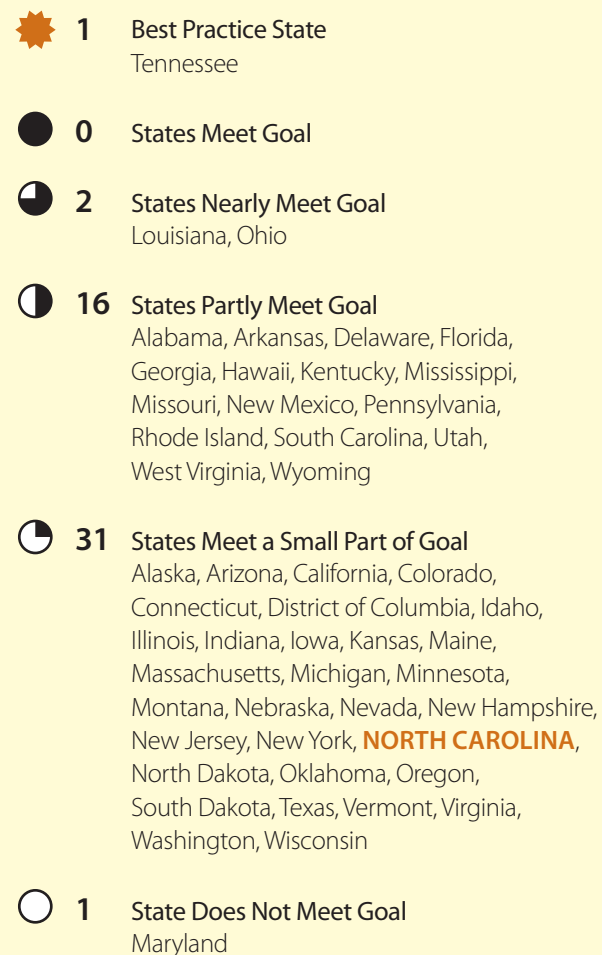 1 Best Practice State
Tennessee
0 States Meet Goal
2 States Nearly Meet Goal
Louisiana, Ohio
16 States Partly Meet Goal
Alabama, Arkansas, Delaware, Florida,
Georgia, Hawaii, Kentucky, Mississippi,
Missouri, New Mexico, Pennsylvania,
Rhode Island, South Carolina, Utah,
West Virginia, Wyoming
31 States Meet a Small Part of Goal
Alaska, Arizona, California, Colorado,
Connecticut, District of Columbia, Idaho,
Illinois, Indiana, Iowa, Kansas, Maine,
Massachusetts, Michigan, Minnesota,
Montana, Nebraska, Nevada, New Hampshire,
New Jersey, New York, NORTH CAROLINA,
North Dakota, Oklahoma, Oregon,
South Dakota, Texas, Vermont, Virginia,
Washington, Wisconsin
1 State Does Not Meet Goal
Maryland